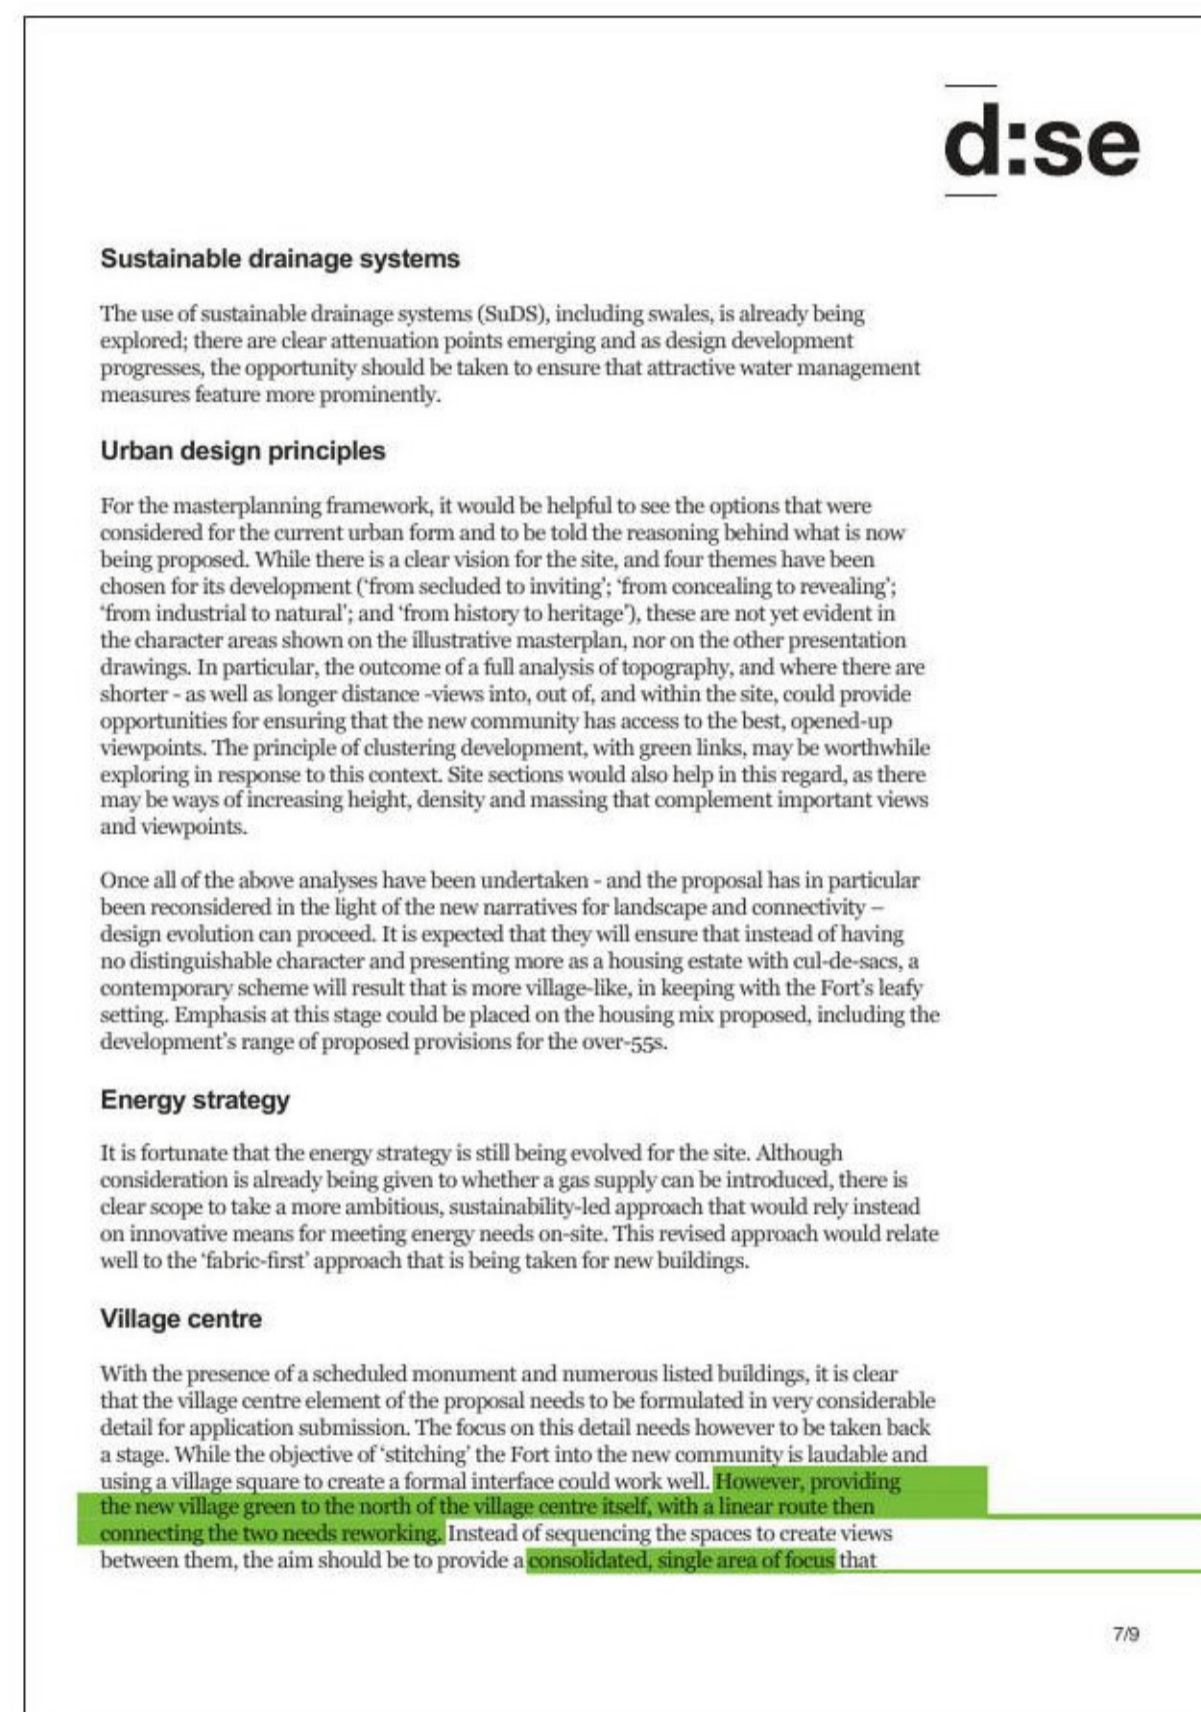 d:se
Sustainable drainage systems
The use of sustainable drainage systems (SuDS), including swales, is already being
explored; there are clear attenuation points emerging and as design development
progresses, the opportunity should be taken to ensure that attractive water management
measures feature more prominently.
Urban design principles
For the masterplanning framework, it would be helpful to see the options that were
considered for the current urban form and to be told the reasoning behind what is now
being proposed. While there is a clear vision for the site, and four themes have been
chosen for its development ('from secluded to inviting'; 'from concealing to revealing';
'from industrial to natural'; and 'from history to heritage'), these are not yet evident in
the character areas shown on the illustrative masterplan, nor on the other presentation
drawings. In particular, the outcome of a full analysis of topography, and where there are
shorter - as well as longer distance -views into, out of, and within the site, could provide
opportunities for ensuring that the new community has access to the best, opened-up
viewpoints. The principle of clustering development, with green links, may be worthwhile
exploring in response to this context. Site sections would also help in this regard, as there
may be ways of increasing height, density and massing that complement important views
and viewpoints.
Once all of the above analyses have been undertaken - and the proposal has in particular
been reconsidered in the light of the new narratives for landscape and connectivity –
design evolution can proceed. It is expected that they will ensure that instead of having
no distinguishable character and presenting more as a housing estate with cul-de-sacs, a
contemporary scheme will result that is more village-like, in keeping with the Fort's leafy
setting. Emphasis at this stage could be placed on the housing mix proposed, including the
development's range of proposed provisions for the over-55s.
Energy strategy
It is fortunate that the energy strategy is still being evolved for the site. Although
consideration is already being given to whether a gas supply can be introduced, there is
clear scope to take a more ambitious, sustainability-led approach that would rely instead
on innovative means for meeting energy needs on-site. This revised approach would relate
well to the 'fabric-first' approach that is being taken for new buildings.
Village centre
With the presence of a scheduled monument and numerous listed buildings, it is clear
that the village centre element of the proposal needs to be formulated in very considerable
detail for application submission. The focus on this detail needs however to be taken back
a stage. While the objective of 'stitching' the Fort into the new community is laudable and
using a village square to create a formal interface could work well. However, providing
the new village green to the north of the village centre itself, with a linear route then
connecting the two needs reworking. Instead of sequencing the spaces to create views
between them, the aim should be to provide a consolidated, single area of focus that
7/9